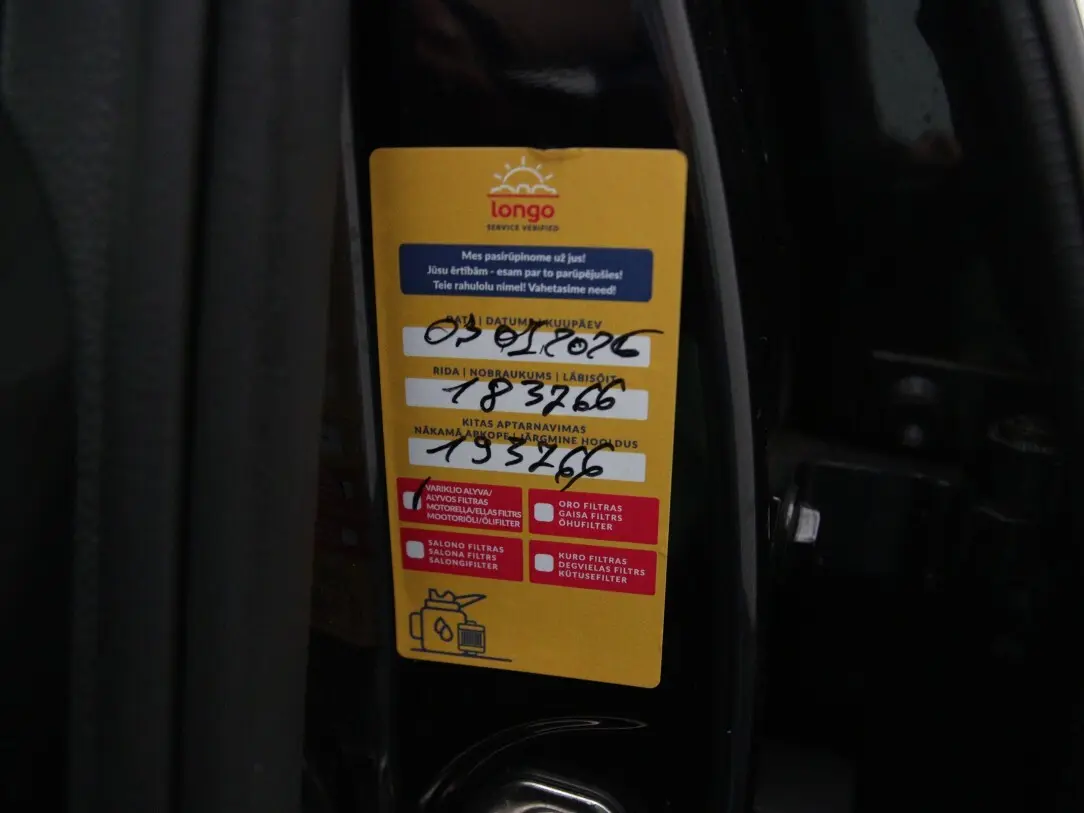 longo
SERVICE VERIFIED
Mes pasirūpinome už jus!
Jūsu ērtībām - esam par to parūpējušies!
Teie rahulolu nimel! Vahetasime need!
DATA | DATUMS | KUUPÄEV
03 01 2026
RIDA | NOBRAUKUMS | LÄBISÕIT
183766
KITAS APTARNAVIMAS
NĀKAMĀ APKOPE | JÄRGMINE HOOLDUS
193766
VARIKLIO ALYVA/
ALYVOS FILTRAS
MOTOREĻĻA/EĻĻAS FILTRS
MOOTORIÕLI/ÕLIFILTER
ORO FILTRAS
GAISA FILTRS
ÕHUFILTER
SALONO FILTRAS
SALONA FILTRS
SALONGIFILTER
KURO FILTRAS
DEGVIELAS FILTRS
KÜTUSEFILTER